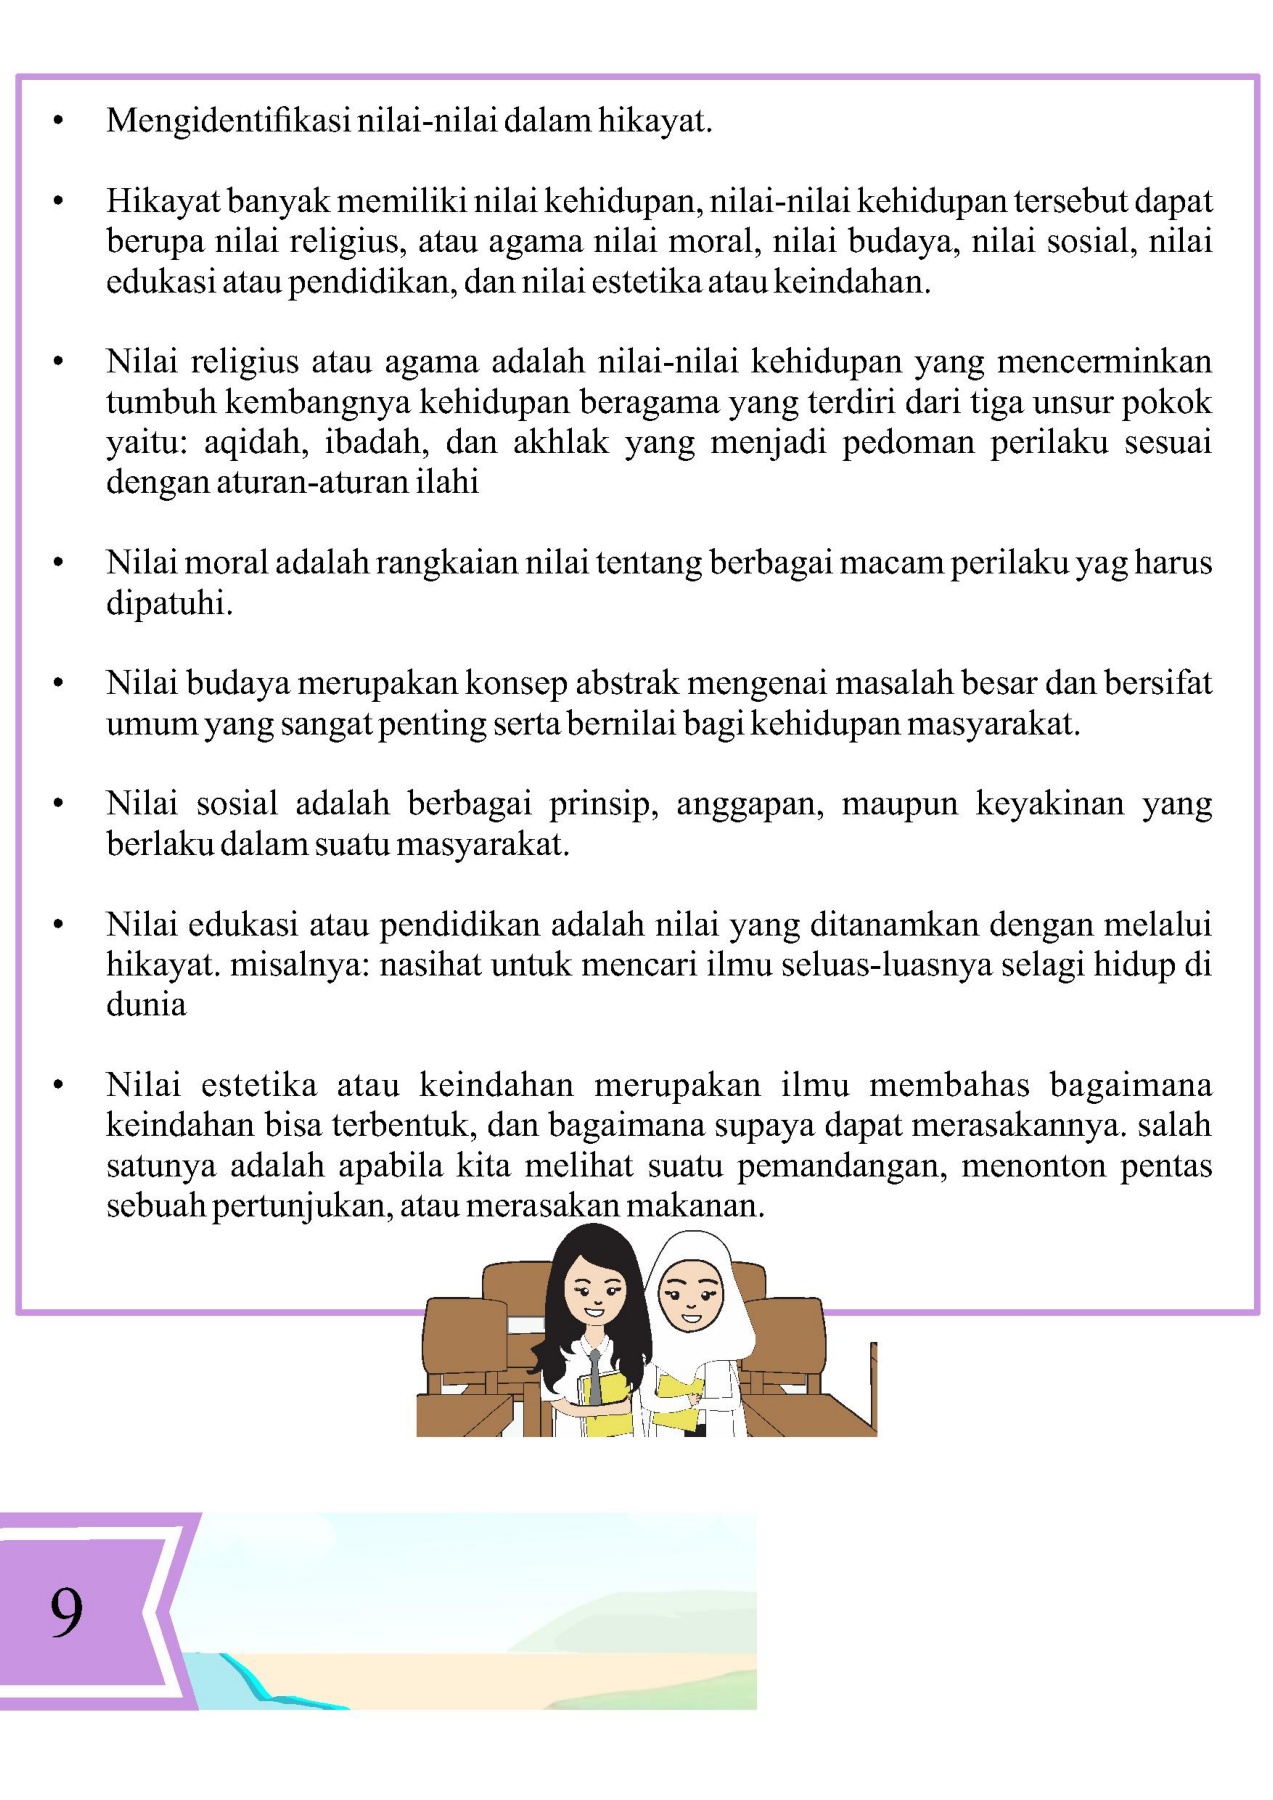 • Mengidentifikasi nilai-nilai dalam hikayat.
• Hikayat banyak memiliki nilai kehidupan, nilai-nilai kehidupan tersebut dapat
berupa nilai religius, atau agama nilai moral, nilai budaya, nilai sosial, nilai
edukasi atau pendidikan, dan nilai estetika atau keindahan.
• Nilai religius atau agama adalah nilai-nilai kehidupan yang mencerminkan
tumbuh kembangnya kehidupan beragama yang terdiri dari tiga unsur pokok
yaitu: aqidah, ibadah, dan akhlak yang menjadi pedoman perilaku sesuai
dengan aturan-aturan ilahi
• Nilai moral adalah rangkaian nilai tentang berbagai macam perilaku yag harus
dipatuhi.
• Nilai budaya merupakan konsep abstrak mengenai masalah besar dan bersifat
umum yang sangat penting serta bernilai bagi kehidupan masyarakat.
• Nilai sosial adalah berbagai prinsip, anggapan, maupun keyakinan yang
berlaku dalam suatu masyarakat.
• Nilai edukasi atau pendidikan adalah nilai yang ditanamkan dengan melalui
hikayat. misalnya: nasihat untuk mencari ilmu seluas-luasnya selagi hidup di
dunia
• Nilai estetika atau keindahan merupakan ilmu membahas bagaimana
keindahan bisa terbentuk, dan bagaimana supaya dapat merasakannya. salah
satunya adalah apabila kita melihat suatu pemandangan, menonton pentas
sebuah pertunjukan, atau merasakan makanan.
9